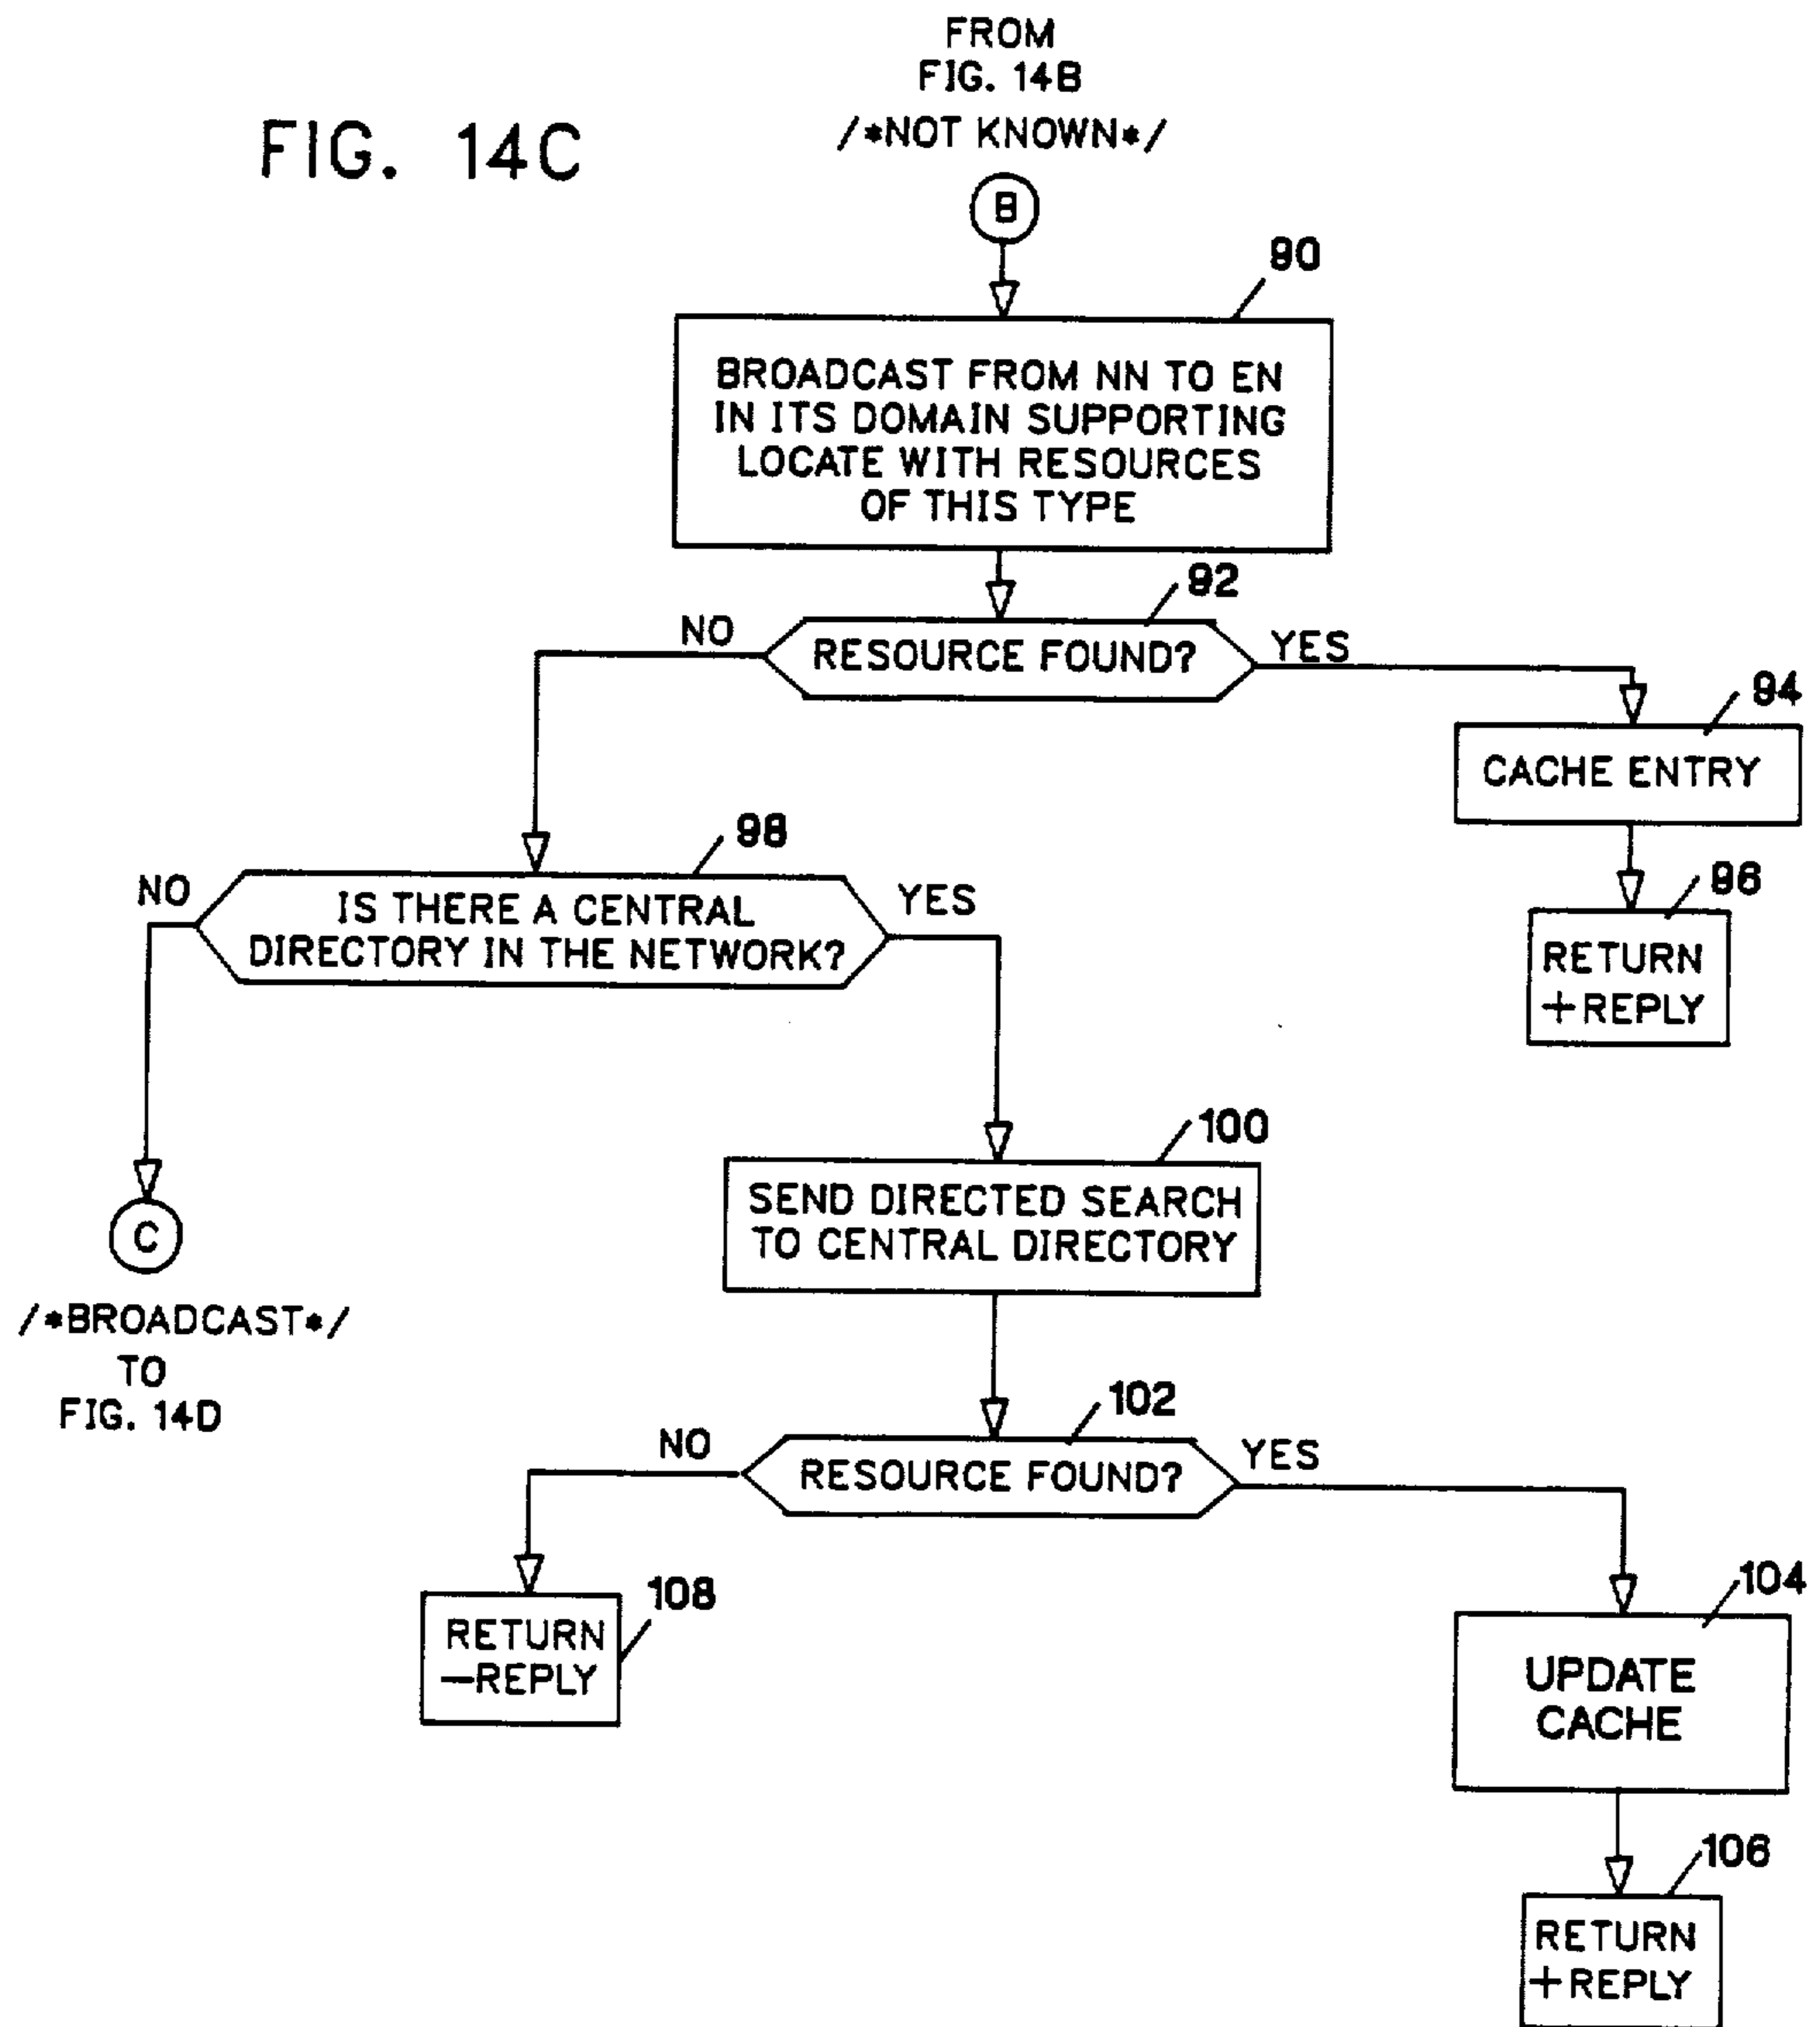 FROM
FIG. 14B
/*NOT KNOWN*/
FIG. 14C
B
90
BROADCAST FROM NN TO EN
IN ITS DOMAIN SUPPORTING
LOCATE WITH RESOURCES
OF THIS TYPE
92
NO
RESOURCE FOUND?
YES
94
CACHE ENTRY
96
RETURN
+REPLY
98
NO
IS THERE A CENTRAL
DIRECTORY IN THE NETWORK?
YES
100
SEND DIRECTED SEARCH
TO CENTRAL DIRECTORY
C
/*BROADCAST*/
TO
FIG. 14D
102
NO
RESOURCE FOUND?
YES
108
RETURN
—REPLY
104
UPDATE
CACHE
106
RETURN
+REPLY